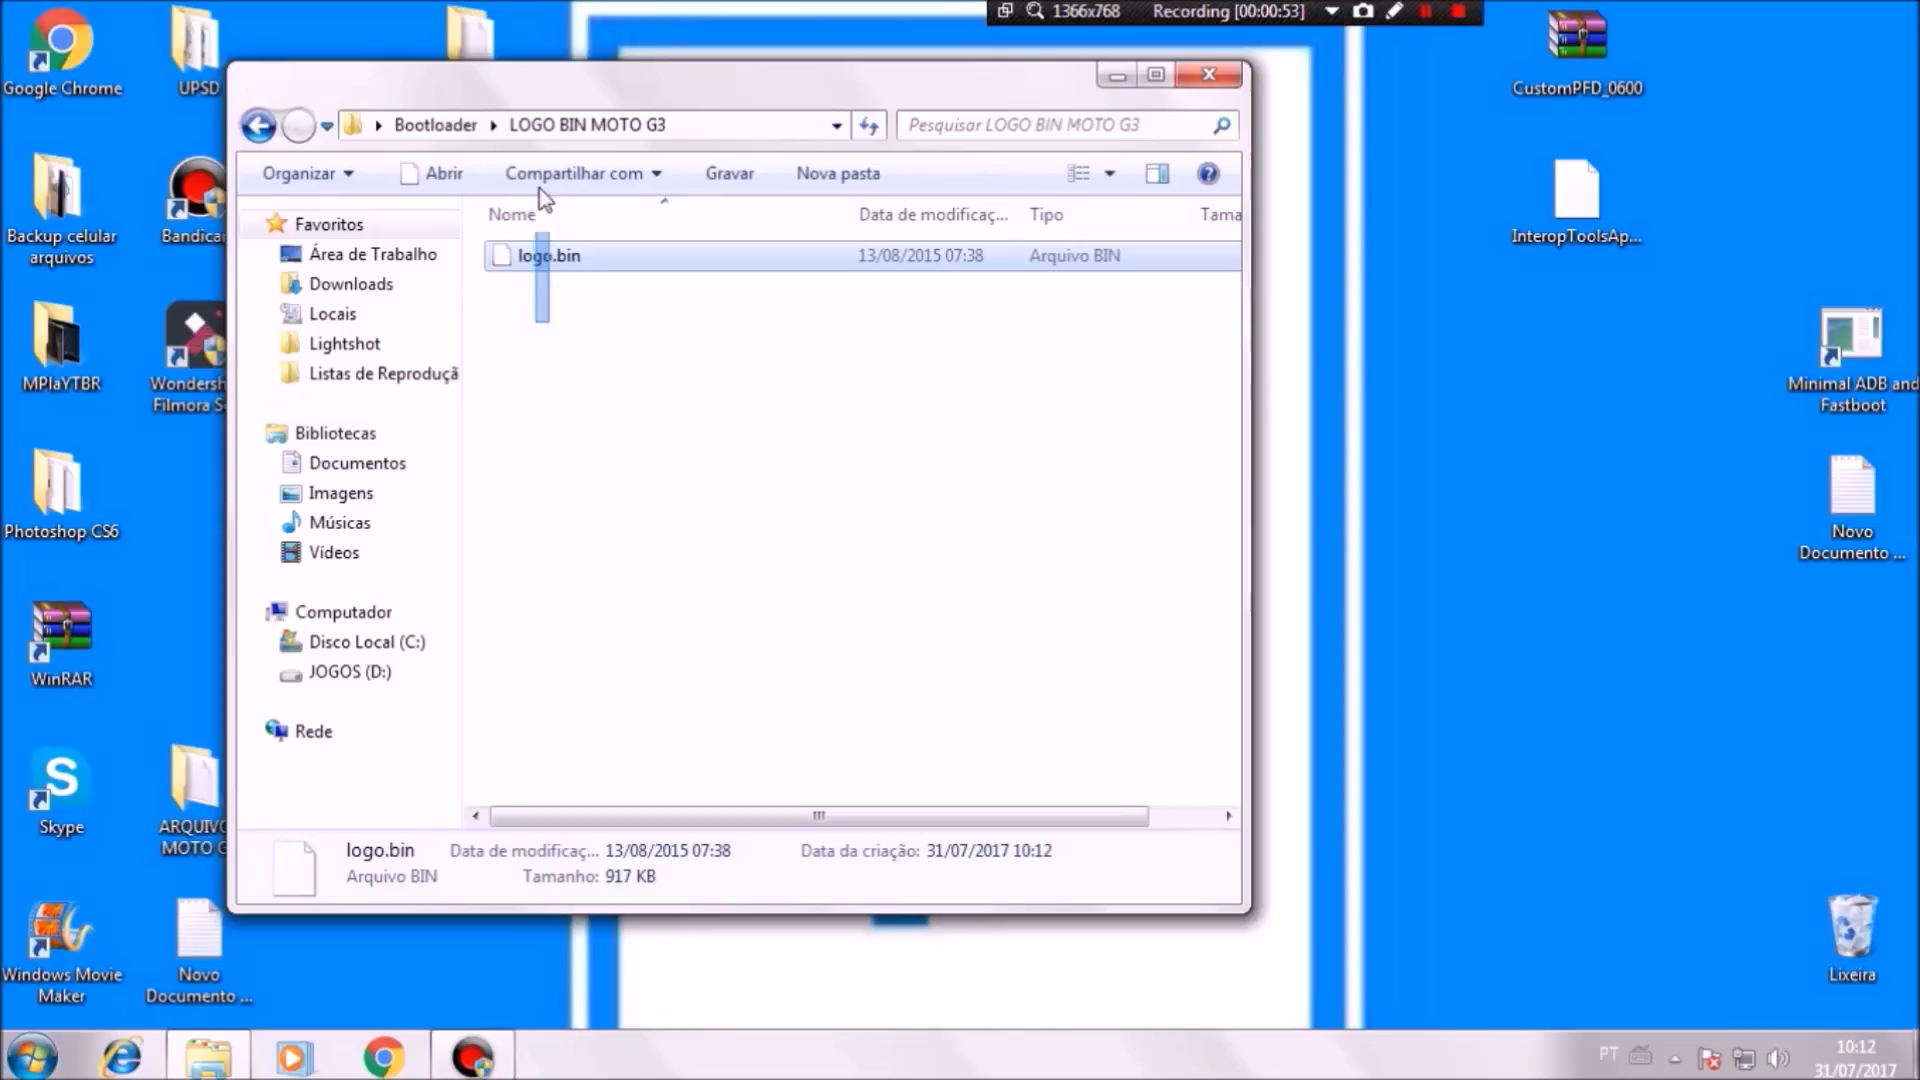 1366x768 Recording [00:00:53]
Google Chrome
UPSD
CustomPFD_0600
Bootloader LOGO BIN MOTO G3
Pesquisar LOGO BIN MOTO G3
Organizar Abrir Compartilhar com Gravar Nova pasta
Nome Data de modificaç... Tipo Tama
logo.bin 13/08/2015 07:38 Arquivo BIN
Favoritos
Área de Trabalho
Downloads
Locais
Lightshot
Listas de Reproduçã
Bibliotecas
Documentos
Imagens
Músicas
Vídeos
Computador
Disco Local (C:)
JOGOS (D:)
Rede
logo.bin Data de modificaç... 13/08/2015 07:38 Data da criação: 31/07/2017 10:12
Arquivo BIN Tamanho: 917 KB
Backup celular
arquivos
Bandicar
InteropToolsAp...
MPlaYTBR
Wondersh
Filmora S
Minimal ADB and
Fastboot
Photoshop CS6
Novo
Documento ...
WinRAR
Skype
ARQUIVO
MOTO G
Windows Movie
Maker
Novo
Documento ...
Lixeira
PT
10:12
31/07/2017